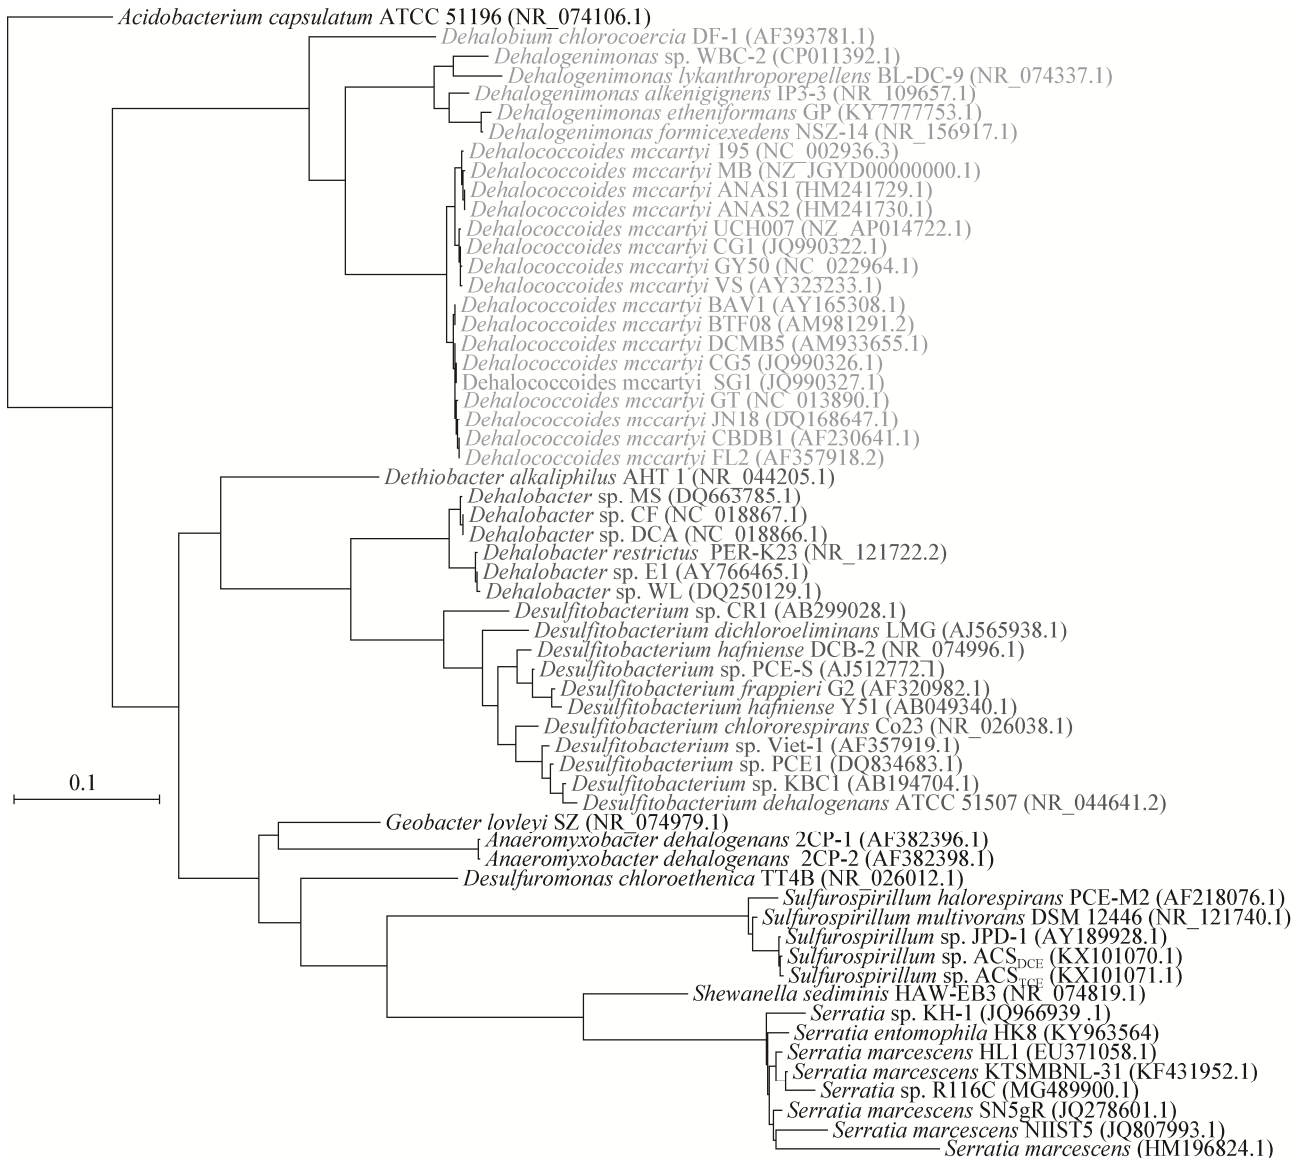 Acidobacterium capsulatum ATCC 51196 (NR_074106.1)
Dehalobium chlorocoercia DF-1 (AF393781.1)
Dehalogenimonas sp. WBC-2 (CP011392.1)
Dehalogenimonas lykanthroporepellens BL-DC-9 (NR_074337.1)
Dehalogenimonas alkenigignens IP3-3 (NR_109657.1)
Dehalogenimonas etheniformans GP (KY7777753.1)
Dehalogenimonas formicexedens NSZ-14 (NR_156917.1)
Dehalococcoides mccartyi 195 (NC_002936.3)
Dehalococcoides mccartyi MB (NZ_JGYD00000000.1)
Dehalococcoides mccartyi ANAS1 (HM241729.1)
Dehalococcoides mccartyi ANAS2 (HM241730.1)
Dehalococcoides mccartyi UCH007 (NZ_AP014722.1)
Dehalococcoides mccartyi CG1 (JQ990322.1)
Dehalococcoides mccartyi GY50 (NC_022964.1)
Dehalococcoides mccartyi VS (AY323233.1)
Dehalococcoides mccartyi BAV1 (AY165308.1)
Dehalococcoides mccartyi BTF08 (AM981291.2)
Dehalococcoides mccartyi DCMB5 (AM933655.1)
Dehalococcoides mccartyi CG5 (JQ990326.1)
Dehalococcoides mccartyi SG1 (JQ990327.1)
Dehalococcoides mccartyi GT (NC_013890.1)
Dehalococcoides mccartyi JN18 (DQ168647.1)
Dehalococcoides mccartyi CBDB1 (AF230641.1)
Dehalococcoides mccartyi FL2 (AF357918.2)
Dethiobacter alkaliphilus AHT 1 (NR_044205.1)
Dehalobacter sp. MS (DQ663785.1)
Dehalobacter sp. CF (NC_018867.1)
Dehalobacter sp. DCA (NC_018866.1)
Dehalobacter restrictus PER-K23 (NR_121722.2)
Dehalobacter sp. E1 (AY766465.1)
Dehalobacter sp. WL (DQ250129.1)
Desulfitobacterium sp. CR1 (AB299028.1)
Desulfitobacterium dichloroeliminans LMG (AJ565938.1)
Desulfitobacterium hafniense DCB-2 (NR_074996.1)
Desulfitobacterium sp. PCE-S (AJ512772.1)
Desulfitobacterium frappieri G2 (AF320982.1)
Desulfitobacterium hafniense Y51 (AB049340.1)
Desulfitobacterium chlororespirans Co23 (NR_026038.1)
Desulfitobacterium sp. Viet-1 (AF357919.1)
Desulfitobacterium sp. PCE1 (DQ834683.1)
Desulfitobacterium sp. KBC1 (AB194704.1)
0.1
Desulfitobacterium dehalogenans ATCC 51507 (NR_044641.2)
Geobacter lovleyi SZ (NR_074979.1)
Anaeromyxobacter dehalogenans 2CP-1 (AF382396.1)
Anaeromyxobacter dehalogenans 2CP-2 (AF382398.1)
Desulfuromonas chloroethenica TT4B (NR_026012.1)
Sulfurospirillum halorespirans PCE-M2 (AF218076.1)
Sulfurospirillum multivorans DSM 12446 (NR_121740.1)
Sulfurospirillum sp. JPD-1 (AY189928.1)
Sulfurospirillum sp. ACSDCE (KX101070.1)
Sulfurospirillum sp. ACSTCE (KX101071.1)
Shewanella sediminis HAW-EB3 (NR_074819.1)
Serratia sp. KH-1 (JQ966939 .1)
Serratia entomophila HK8 (KY963564)
Serratia marcescens HL1 (EU371058.1)
Serratia marcescens KTSMBNL-31 (KF431952.1)
Serratia sp. R116C (MG489900.1)
Serratia marcescens SN5gR (JQ278601.1)
Serratia marcescens NIIST5 (JQ807993.1)
Serratia marcescens (HM196824.1)